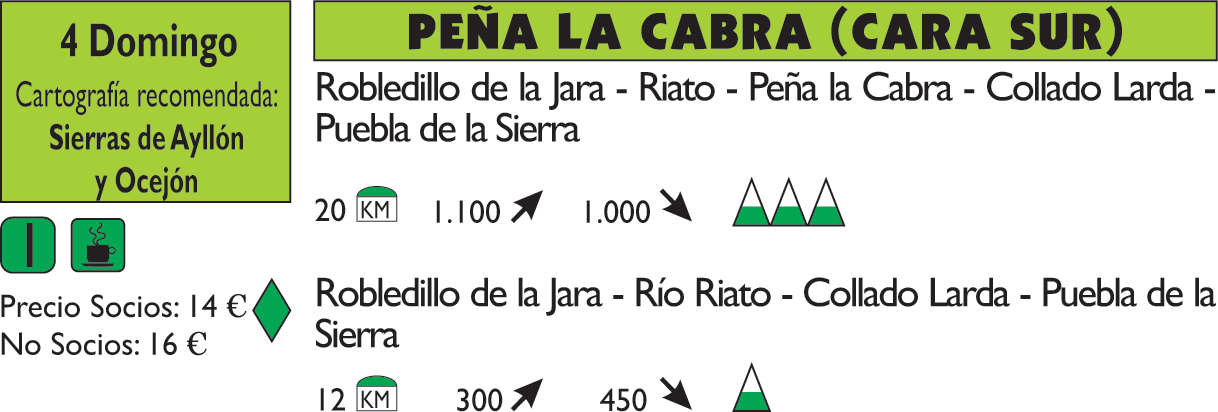 4 Domingo
Cartografía recomendada:
Sierras de Ayllón
y Ocejón
I
Precio Socios: 14 €
No Socios: 16 €
PEÑA LA CABRA (CARA SUR)
Robledillo de la Jara - Riato - Peña la Cabra - Collado Larda -
Puebla de la Sierra
20 KM 1.100 1.000
Robledillo de la Jara - Río Riato - Collado Larda - Puebla de la
Sierra
12 KM 300 450